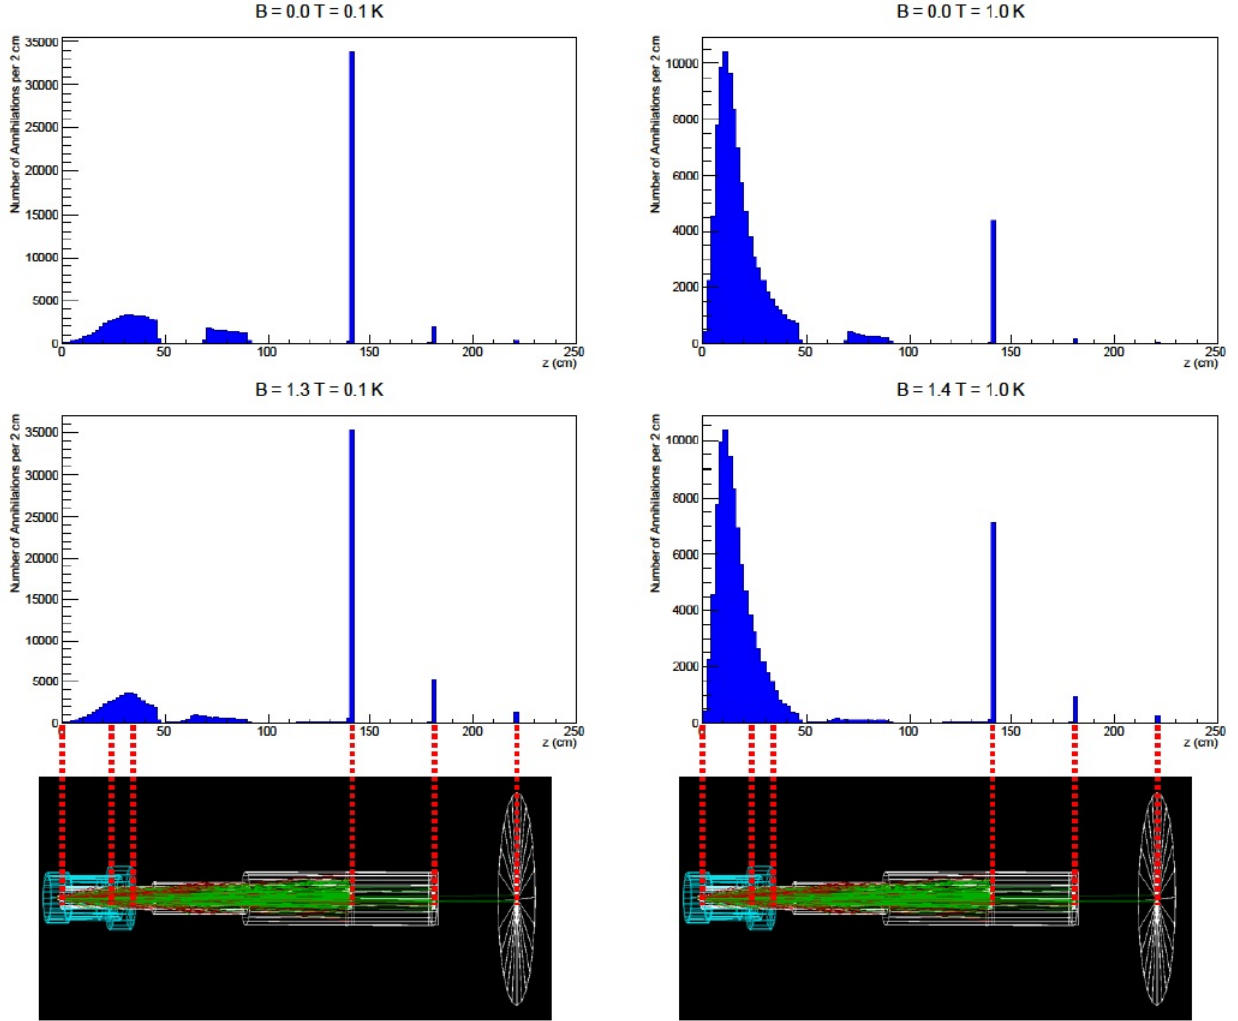 B = 0.0 T = 0.1 K
Number of Annihilations per 2 cm
35000
30000
25000
20000
15000
10000
5000
0
0 50 100 150 200 250
z (cm)
B = 0.0 T = 1.0 K
Number of Annihilations per 2 cm
10000
8000
6000
4000
2000
0
0 50 100 150 200 250
z (cm)
B = 1.3 T = 0.1 K
Number of Annihilations per 2 cm
35000
30000
25000
20000
15000
10000
5000
0
0 50 100 150 200 250
z (cm)
B = 1.4 T = 1.0 K
Number of Annihilations per 2 cm
10000
8000
6000
4000
2000
0
0 50 100 150 200 250
z (cm)